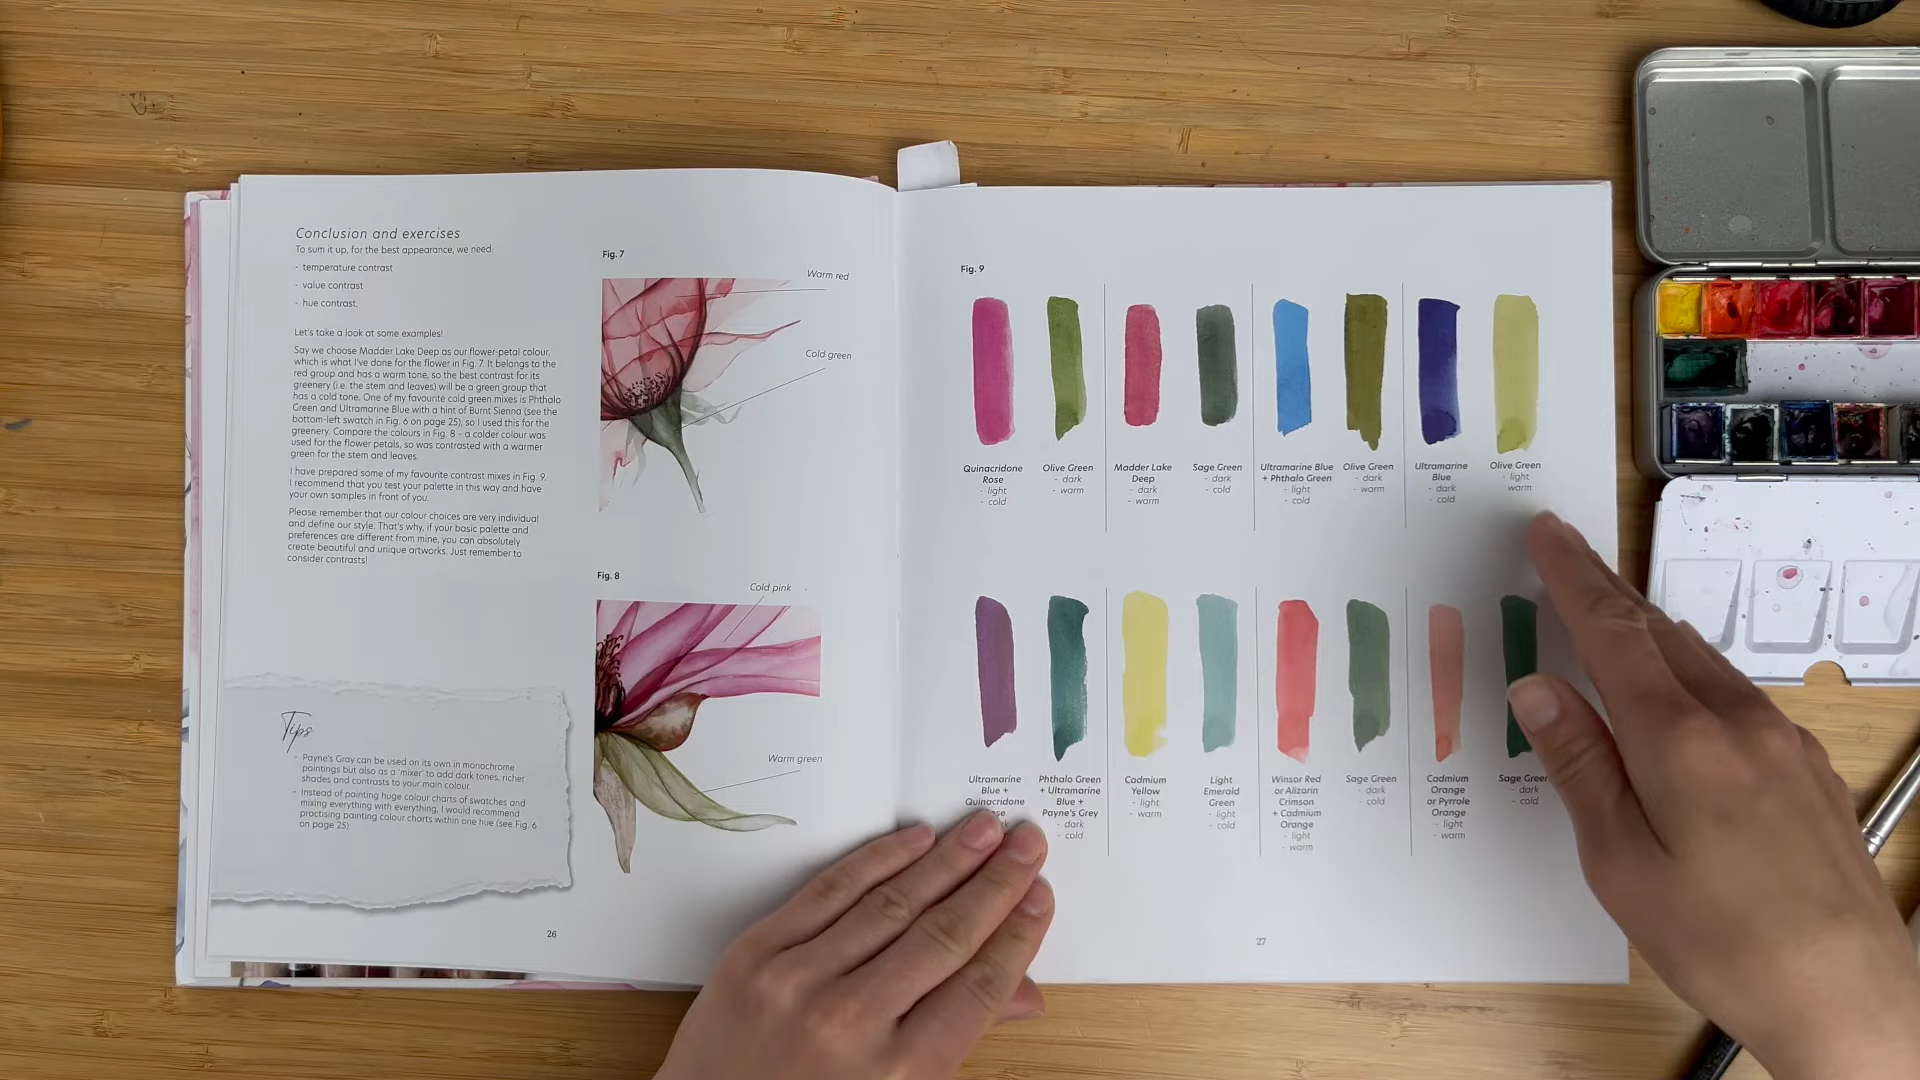 Conclusion and exercises
To sum it up, for the best appearance, we need:
- temperature contrast
- value contrast
- hue contrast.
Let's take a look at some examples!
Say we choose Madder Lake Deep as our flower-petal colour,
which is what I've done for the flower in Fig. 7. It belongs to the
red group and has a warm tone, so the best contrast for its
greenery (i.e. the stem and leaves) will be a green group that
has a cold tone. One of my favourite cold green mixes is Phthalo
Green and Ultramarine Blue with a hint of Burnt Sienna (see the
bottom-left swatch in Fig. 6 on page 25), so I used this for the
greenery. Compare the colours in Fig. 8 – a colder colour was
used for the flower petals, so was contrasted with a warmer
green for the stem and leaves.
I have prepared some of my favourite contrast mixes in Fig. 9.
I recommend that you test your palette in this way and have
your own samples in front of you.
Please remember that our colour choices are very individual
and define our style. That's why, if your basic palette and
preferences are different from mine, you can absolutely
create beautiful and unique artworks. Just remember to
consider contrasts!
Tips
- Payne's Gray can be used on its own in monochrome
paintings but also as a 'mixer' to add dark tones, richer
shades and contrasts to your main colour.
- Instead of painting huge colour charts of swatches and
mixing everything with everything, I would recommend
practising painting colour charts within one hue (see Fig. 6
on page 25).
26
Fig. 7
Warm red
Cold green
Fig. 8
Cold pink
Warm green
Fig. 9
Quinacridone
Rose
- light
- cold
Olive Green
- dark
- warm
Madder Lake
Deep
- dark
- warm
Sage Green
- dark
- cold
Ultramarine Blue
+ Phthalo Green
- light
- cold
Olive Green
- dark
- warm
Ultramarine
Blue
- dark
- cold
Olive Green
- light
warm
Ultramarine
Blue +
Quinacridone
Phthalo Green
+ Ultramarine
Blue +
Payne's Grey
- dark
- cold
Cadmium
Yellow
- light
- warm
Light
Emerald
Green
- light
- cold
Winsor Red
or Alizarin
Crimson
+ Cadmium
Orange
- light
- warm
Sage Green
- dark
- cold
Cadmium
Orange
or Pyrrole
Orange
- light
- warm
Sage Green
- dark
- cold
27